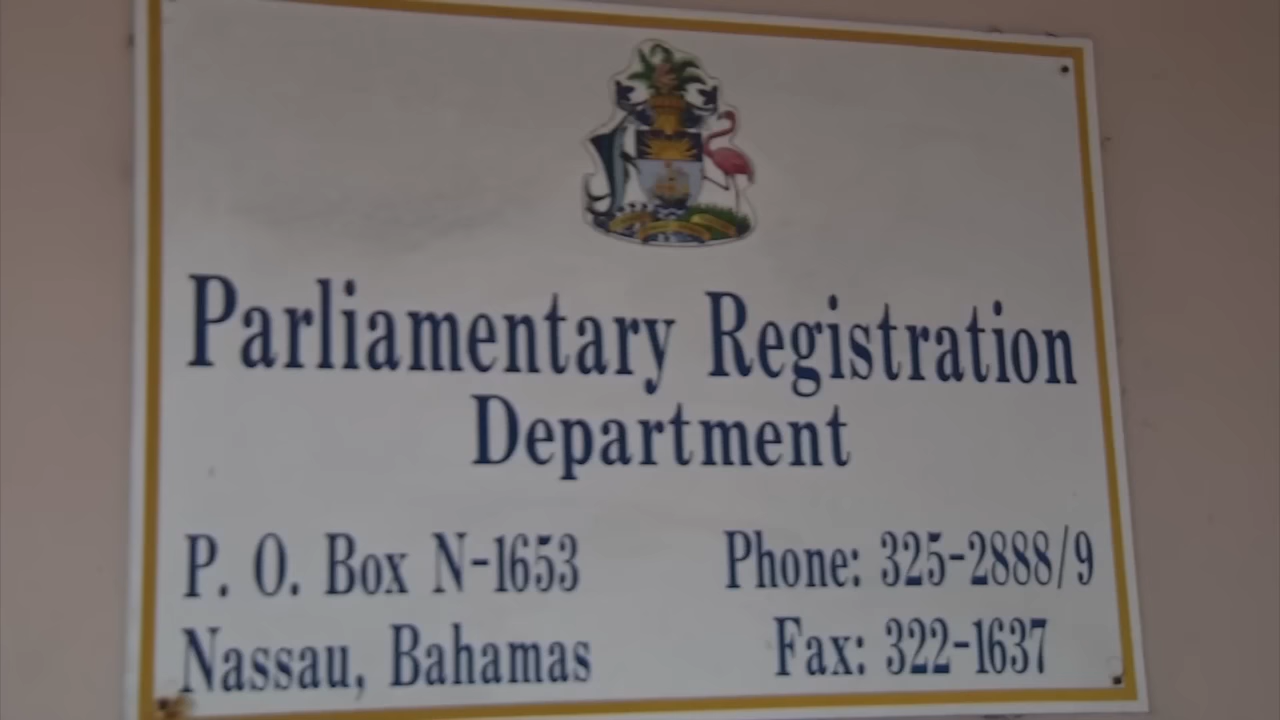 Parliamentary Registration
Department
P. O. Box N-1653
Nassau, Bahamas
Phone: 325-2888/9
Fax: 322-1637